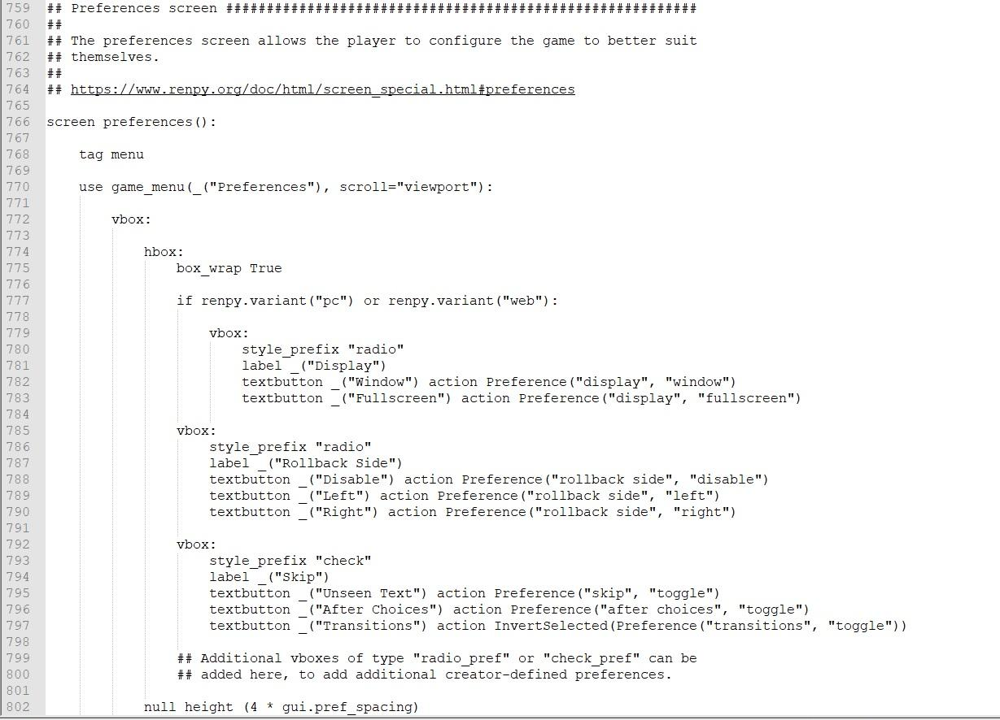 759 ## Preferences screen ##########################################################
760 ##
761 ## The preferences screen allows the player to configure the game to better suit
762 ## themselves.
763 ##
764 ## https://www.renpy.org/doc/html/screen_special.html#preferences
765
766 screen preferences():
767
768     tag menu
769
770     use game_menu(_("Preferences"), scroll="viewport"):
771
772         vbox:
773
774             hbox:
775                 box_wrap True
776
777                 if renpy.variant("pc") or renpy.variant("web"):
778
779                     vbox:
780                         style_prefix "radio"
781                         label _("Display")
782                         textbutton _("Window") action Preference("display", "window")
783                         textbutton _("Fullscreen") action Preference("display", "fullscreen")
784
785                 vbox:
786                     style_prefix "radio"
787                     label _("Rollback Side")
788                     textbutton _("Disable") action Preference("rollback side", "disable")
789                     textbutton _("Left") action Preference("rollback side", "left")
790                     textbutton _("Right") action Preference("rollback side", "right")
791
792                 vbox:
793                     style_prefix "check"
794                     label _("Skip")
795                     textbutton _("Unseen Text") action Preference("skip", "toggle")
796                     textbutton _("After Choices") action Preference("after choices", "toggle")
797                     textbutton _("Transitions") action InvertSelected(Preference("transitions", "toggle"))
798
799                 ## Additional vboxes of type "radio_pref" or "check_pref" can be
800                 ## added here, to add additional creator-defined preferences.
801
802             null height (4 * gui.pref_spacing)